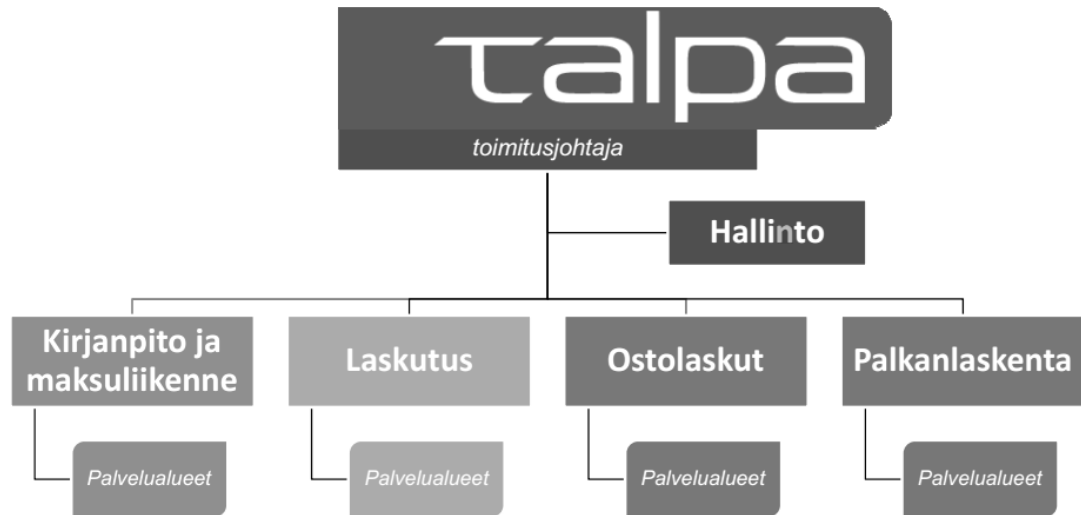 talpa
toimitusjohtaja
Hallinto
Kirjanpito ja
maksuliikenne
Laskutus
Ostolaskut
Palkanlaskenta
Palvelualueet
Palvelualueet
Palvelualueet
Palvelualueet